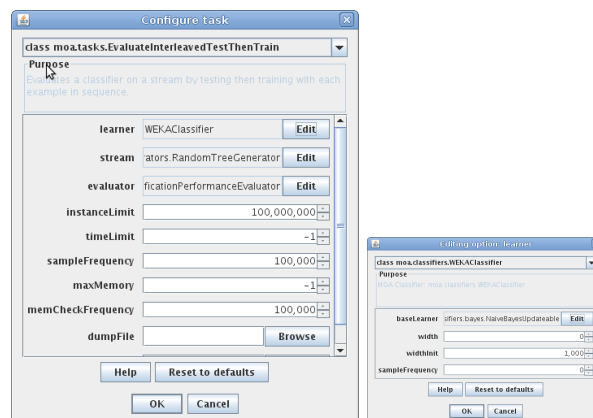 Configure task
class moa.tasks.EvaluateInterleavedTestThenTrain
Purpose
Evaluates a classifier on a stream by testing then training with each
example in sequence.
learner WEKAClassifier Edit
stream rators.RandomTreeGenerator Edit
evaluator ficationPerformanceEvaluator Edit
instanceLimit 100,000,000
timeLimit -1
sampleFrequency 100,000
maxMemory -1
memCheckFrequency 100,000
dumpFile Browse
Help Reset to defaults
OK Cancel
Editing option: learner
class moa.classifiers.WEKAClassifier
Purpose
MOA Classifier: moa.classifiers.WEKAClassifier
baseLearner sifiers.bayes.NaiveBayesUpdateable Edit
width 0
widthInit 1,000
sampleFrequency 0
Help Reset to defaults
OK Cancel